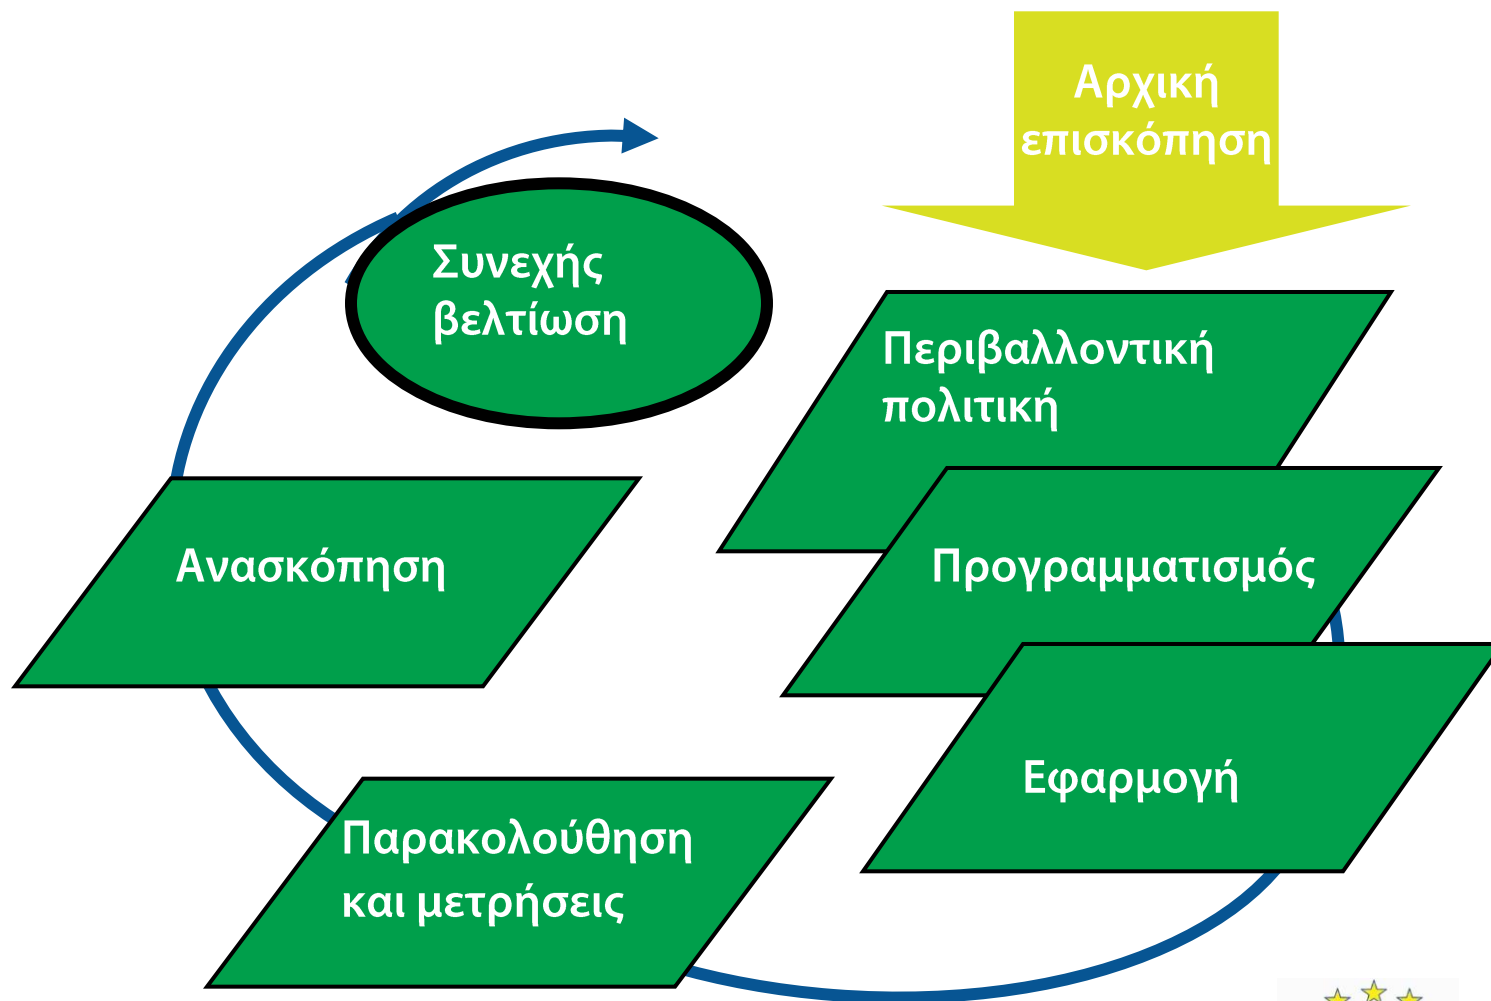 Αρχική
επισκόπηση
Συνεχής
βελτίωση
Περιβαλλοντική
πολιτική
Ανασκόπηση
Προγραμματισμός
Εφαρμογή
Παρακολούθηση
και μετρήσεις